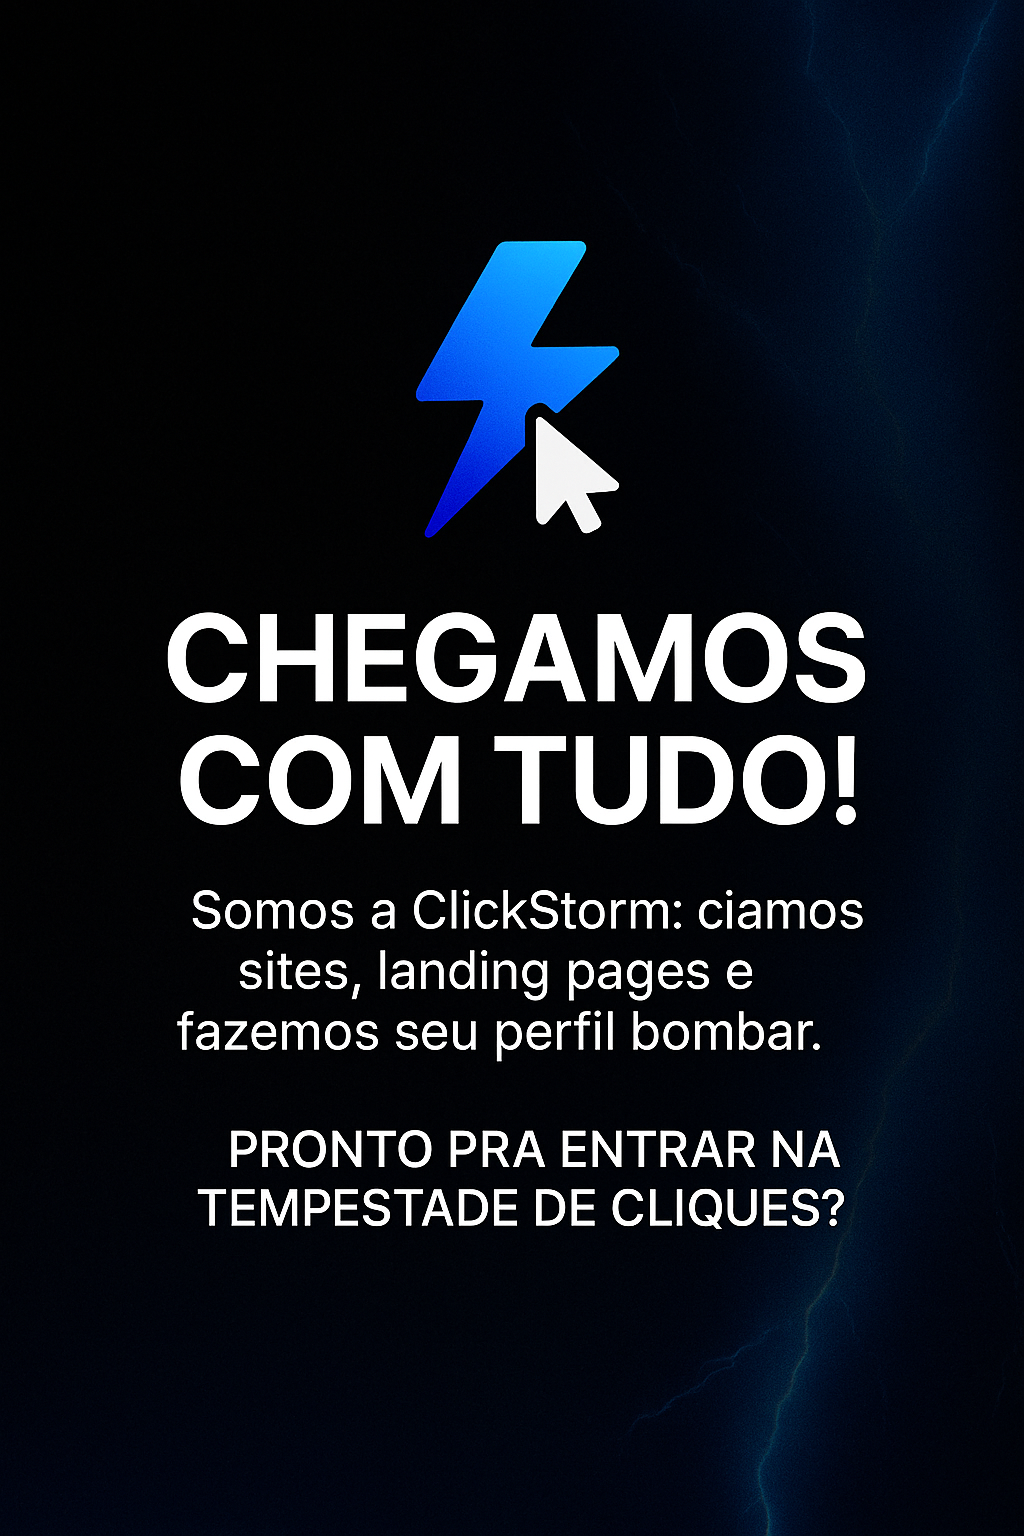 CHEGAMOS
COM TUDO!
Somos a ClickStorm: ciamos
sites, landing pages e
fazemos seu perfil bombar.
PRONTO PRA ENTRAR NA
TEMPESTADE DE CLIQUES?